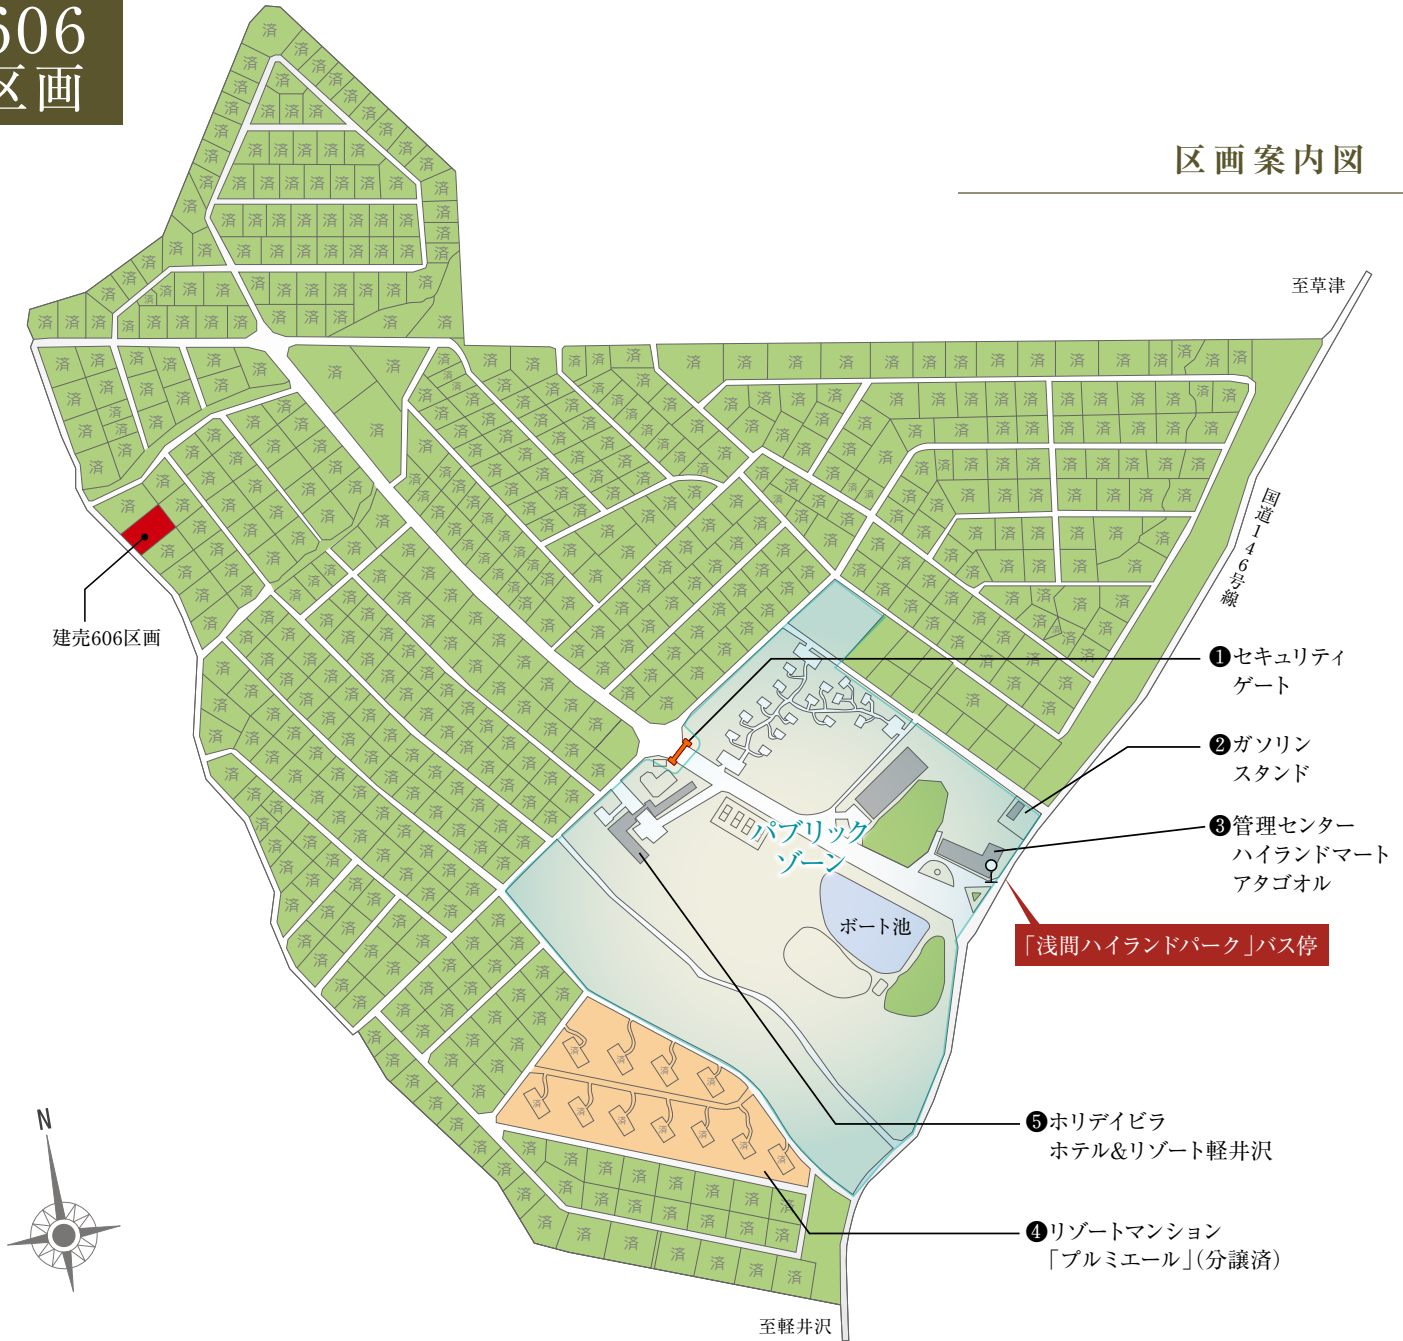 606
区画
区画案内図
至草津
国道146号線
建売606区画
❶セキュリティ
ゲート
❷ガソリン
スタンド
❸管理センター
ハイランドマート
アタゴオル
パブリック
ゾーン
ボート池
「浅間ハイランドパーク」バス停
❺ホリデイビラ
ホテル&リゾート軽井沢
❹リゾートマンション
「プルミエール」(分譲済)
至軽井沢
N
済